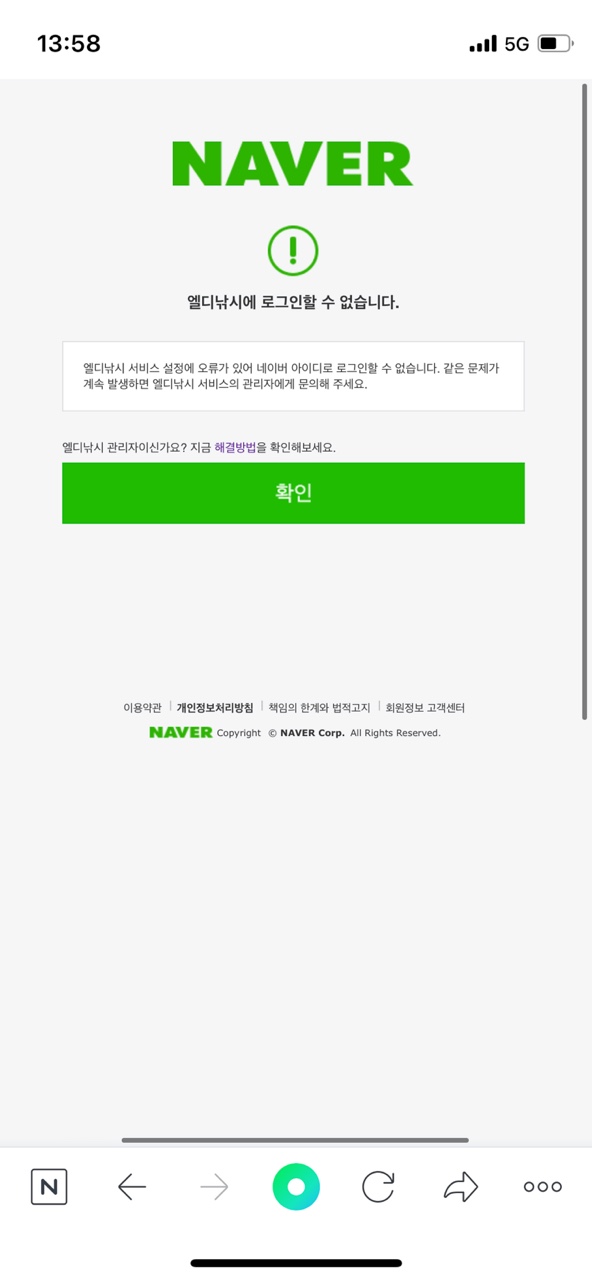 13:58
5G
NAVER
엘디낚시에 로그인할 수 없습니다.
엘디낚시 서비스 설정에 오류가 있어 네이버 아이디로 로그인할 수 없습니다. 같은 문제가
계속 발생하면 엘디낚시 서비스의 관리자에게 문의해 주세요.
엘디낚시 관리자이신가요? 지금 해결방법을 확인해보세요.
확인
이용약관 | 개인정보처리방침 | 책임의 한계와 법적고지 | 회원정보 고객센터
NAVER Copyright © NAVER Corp. All Rights Reserved.
N